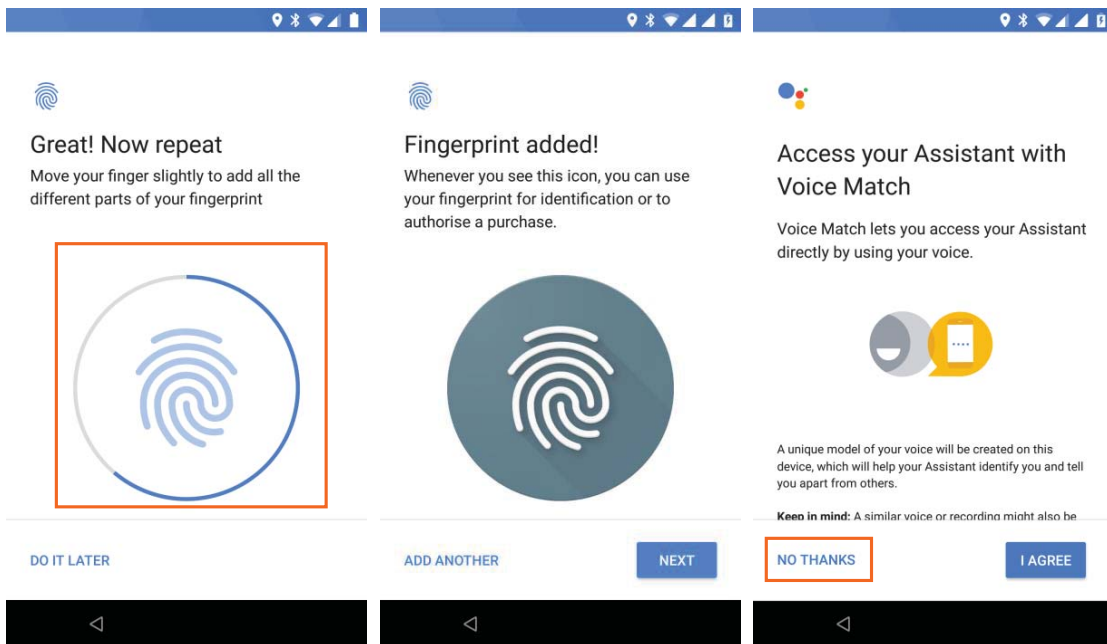 Great! Now repeat
Move your finger slightly to add all the
different parts of your fingerprint
DO IT LATER
Fingerprint added!
Whenever you see this icon, you can use
your fingerprint for identification or to
authorise a purchase.
ADD ANOTHER
NEXT
Access your Assistant with
Voice Match
Voice Match lets you access your Assistant
directly by using your voice.
A unique model of your voice will be created on this
device, which will help your Assistant identify you and tell
you apart from others.
Keep in mind: A similar voice or recording might also be
NO THANKS
I AGREE